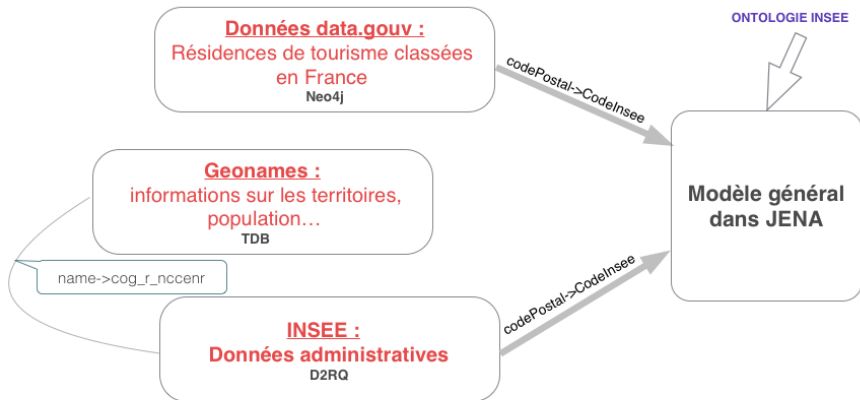 ONTOLOGIE INSEE
Données data.gouv :
Résidences de tourisme classées
en France
Neo4j
codePostal->CodeInsee
Geonames :
informations sur les territoires,
population…
TDB
Modèle général
dans JENA
name->cog_r_nccenr
codePostal->CodeInsee
INSEE :
Données administratives
D2RQ